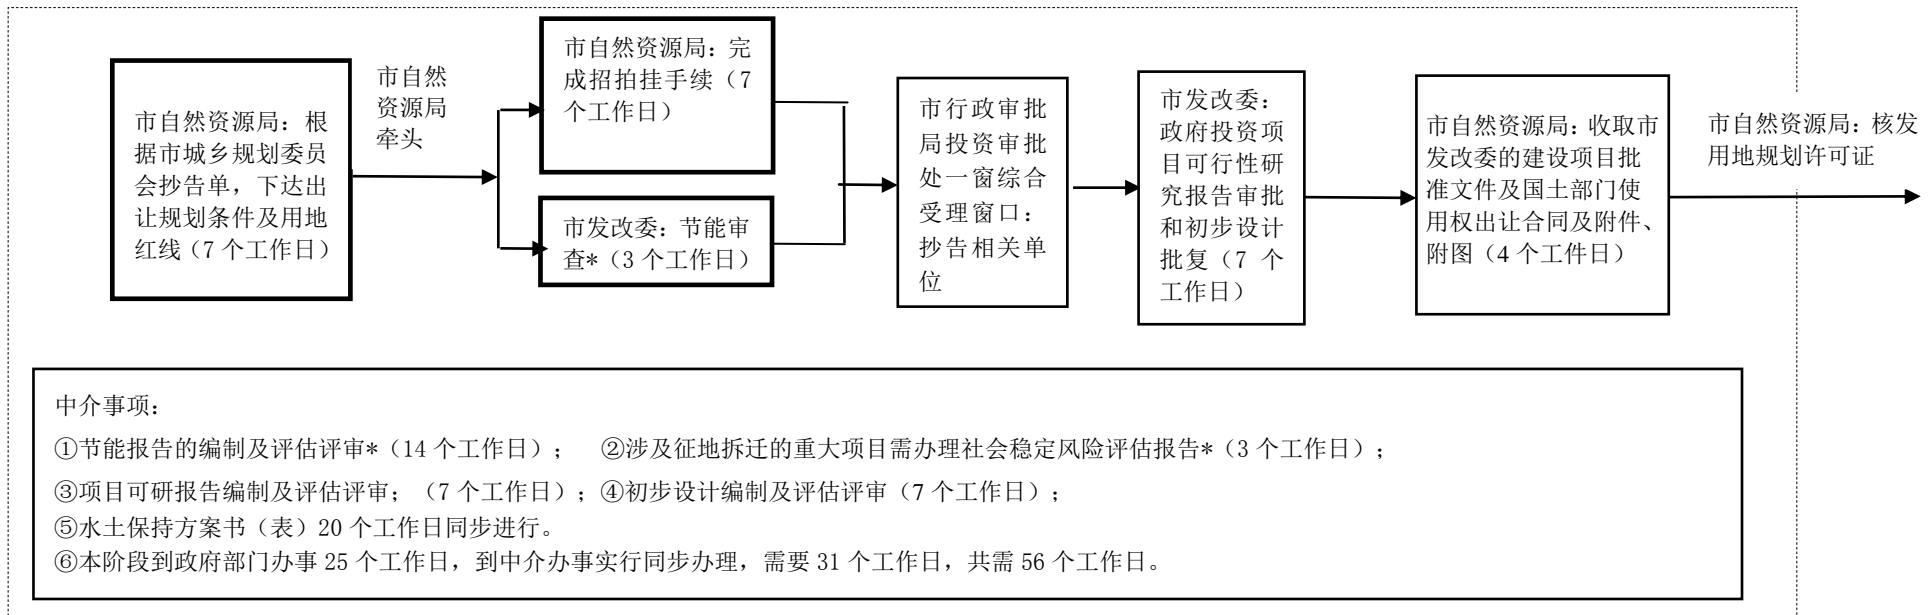 市自然资源局：根
据市城乡规划委员
会抄告单，下达出
让规划条件及用地
红线（7 个工作日）
市自然
资源局
牵头
市自然资源局：完
成招拍挂手续（7
个工作日）
市发改委：节能审
查*（3 个工作日）
市行政审批
局投资审批
处一窗综合
受理窗口：
抄告相关单
位
市发改委：
政府投资项
目可行性研
究报告审批
和初步设计
批复（7 个
工作日）
市自然资源局：收取市
发改委的建设项目批
准文件及国土部门使
用权出让合同及附件、
附图（4 个工件日）
市自然资源局：核发
用地规划许可证
中介事项：
①节能报告的编制及评估评审*（14 个工作日）； ②涉及征地拆迁的重大项目需办理社会稳定风险评估报告*（3 个工作日）；
③项目可研报告编制及评估评审；（7 个工作日）；④初步设计编制及评估评审（7 个工作日）；
⑤水土保持方案书（表）20 个工作日同步进行。
⑥本阶段到政府部门办事 25 个工作日，到中介办事实行同步办理，需要 31 个工作日，共需 56 个工作日。